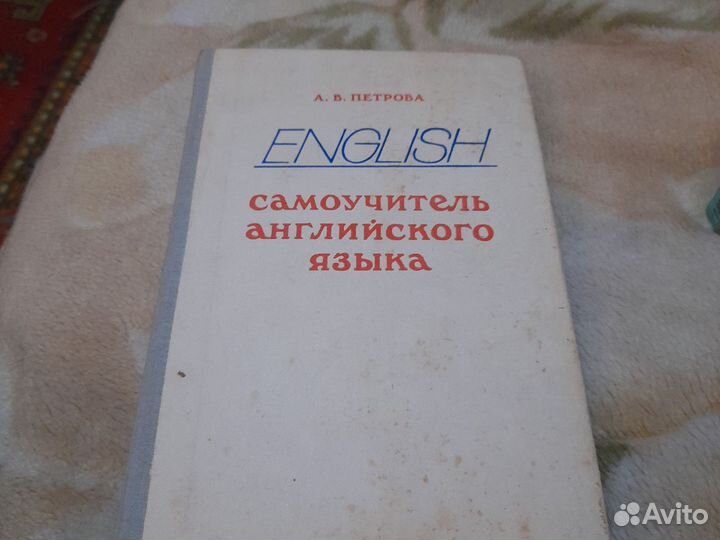 А. В. ПЕТРОВА
ENGLISH
САМОУЧИТЕЛЬ
АНГЛИЙСКОГО
ЯЗЫКА
Avito